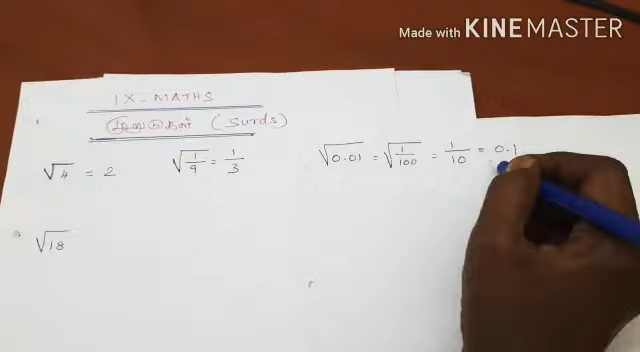 Made with KINEMASTER
IX - MATHS
(Surds)
√4 = 2
√1/9 = 1/3
√0.01 = √1/100 = 1/10 = 0.1
√18